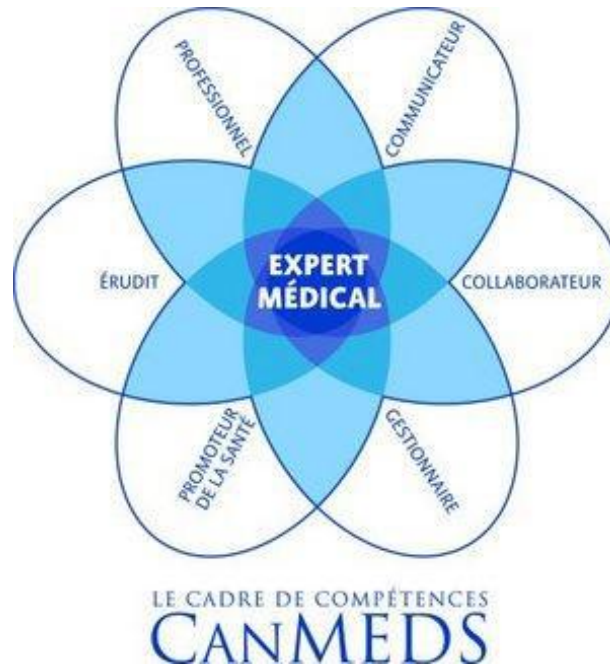 PROFESSIONNEL
COMMUNICATEUR
ÉRUDIT
EXPERT
MÉDICAL
COLLABORATEUR
PROMOTEUR
DE LA SANTÉ
GESTIONNAIRE
LE CADRE DE COMPÉTENCES
CANMEDS